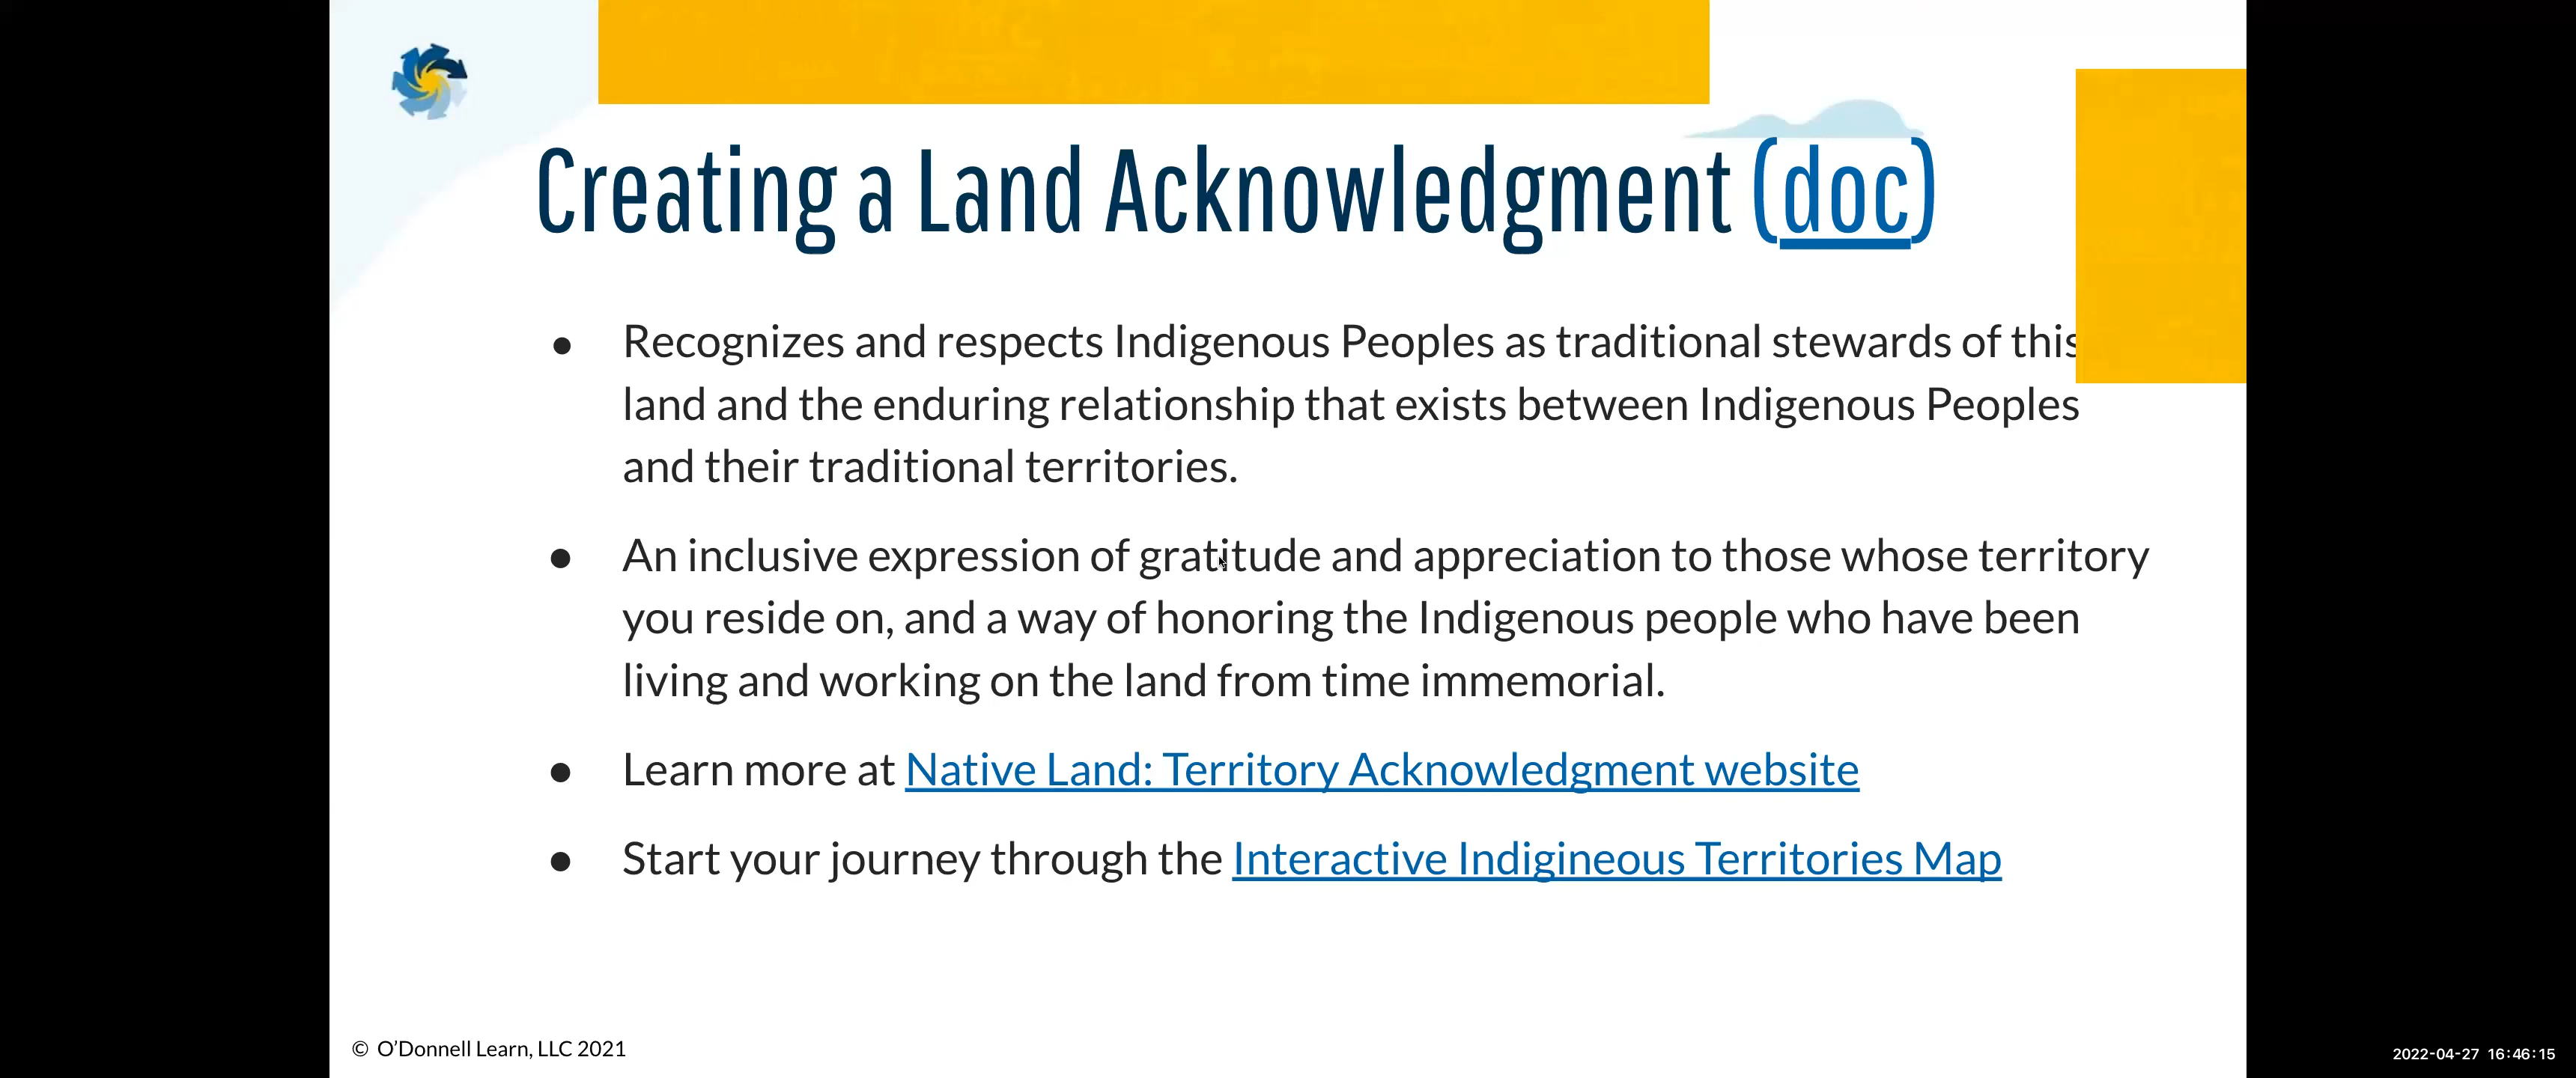 Creating a Land Acknowledgment (doc)
● Recognizes and respects Indigenous Peoples as traditional stewards of this
land and the enduring relationship that exists between Indigenous Peoples
and their traditional territories.
● An inclusive expression of gratitude and appreciation to those whose territory
you reside on, and a way of honoring the Indigenous people who have been
living and working on the land from time immemorial.
● Learn more at Native Land: Territory Acknowledgment website
● Start your journey through the Interactive Indigineous Territories Map
© O’Donnell Learn, LLC 2021
2022-04-27 16:46:15